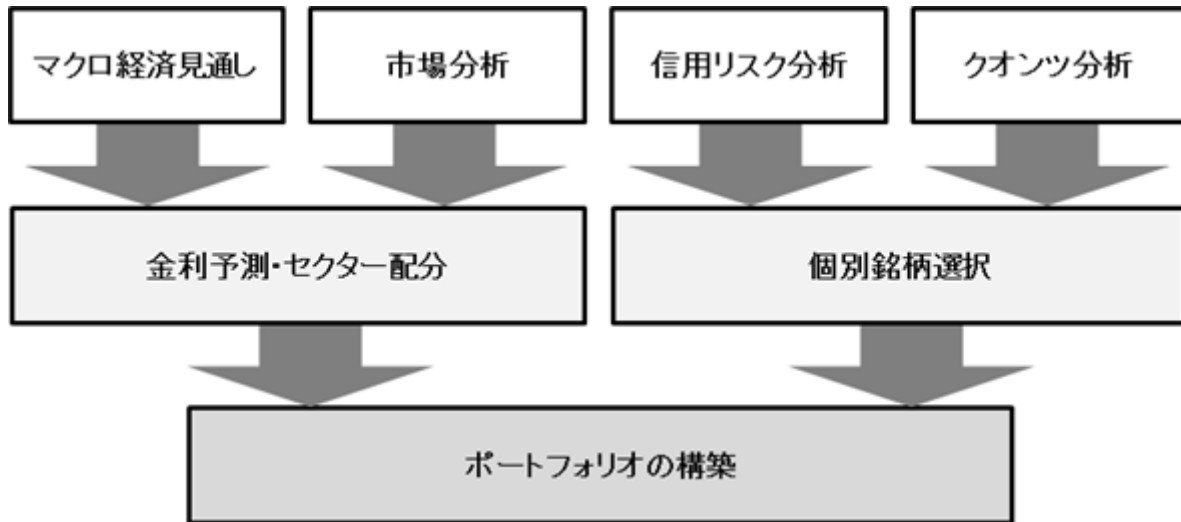 マクロ経済見通し
市場分析
信用リスク分析
クオンツ分析
金利予測・セクター配分
個別銘柄選択
ポートフォリオの構築